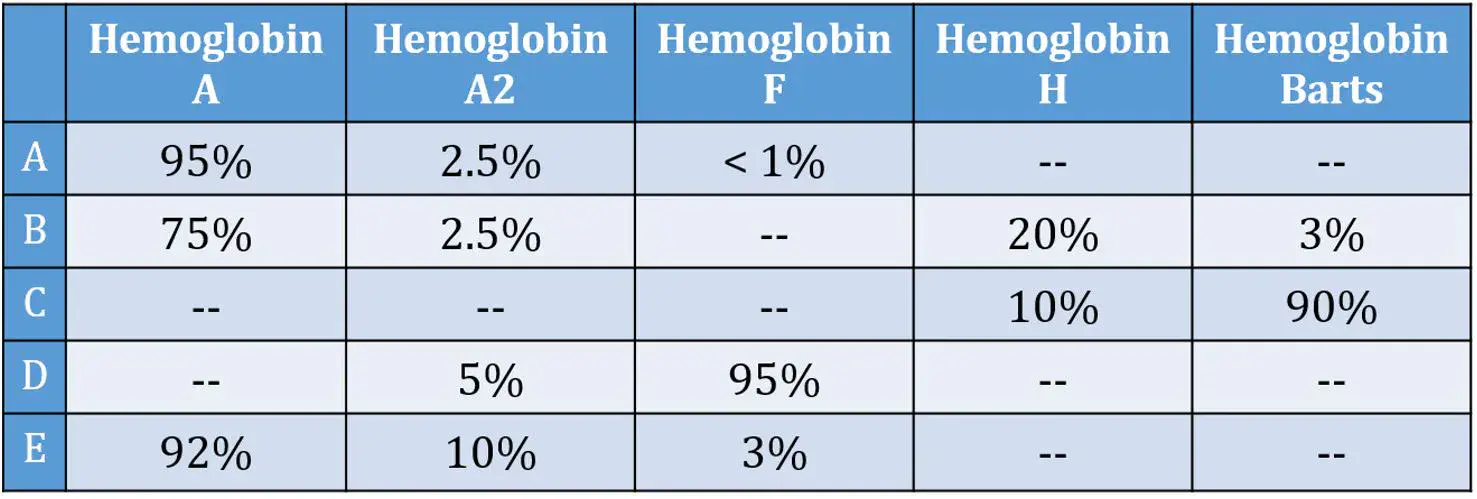 Hemoglobin A Hemoglobin A2 Hemoglobin F Hemoglobin H Hemoglobin Barts
A 95% 2.5% < 1% -- --
B 75% 2.5% -- 20% 3%
C -- -- -- 10% 90%
D -- 5% 95% -- --
E 92% 10% 3% -- --